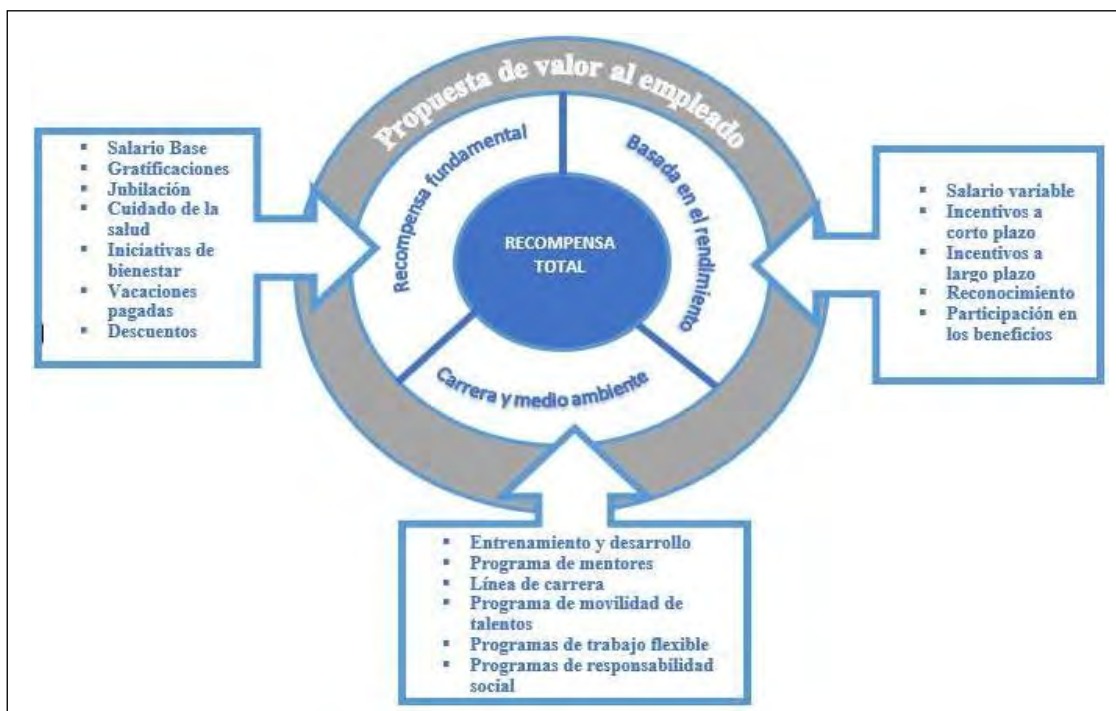 Propuesta de valor al empleado
Recompensa fundamental
Basada en el rendimiento
Carrera y medio ambiente
RECOMPENSA
TOTAL
Salario Base
Gratificaciones
Jubilación
Cuidado de la
salud
Iniciativas de
bienestar
Vacaciones
pagadas
Descuentos
Salario variable
Incentivos a
corto plazo
Incentivos a
largo plazo
Reconocimiento
Participación en
los beneficios
Entrenamiento y desarrollo
Programa de mentores
Línea de carrera
Programa de movilidad de
talentos
Programas de trabajo flexible
Programas de responsabilidad
social